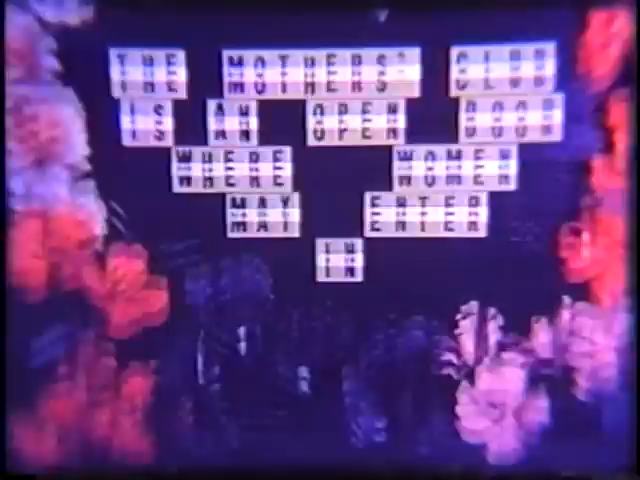 THE MOTHERS' CLUB
IS AN OPEN DOOR
WHERE WOMEN
MAY ENTER
IN